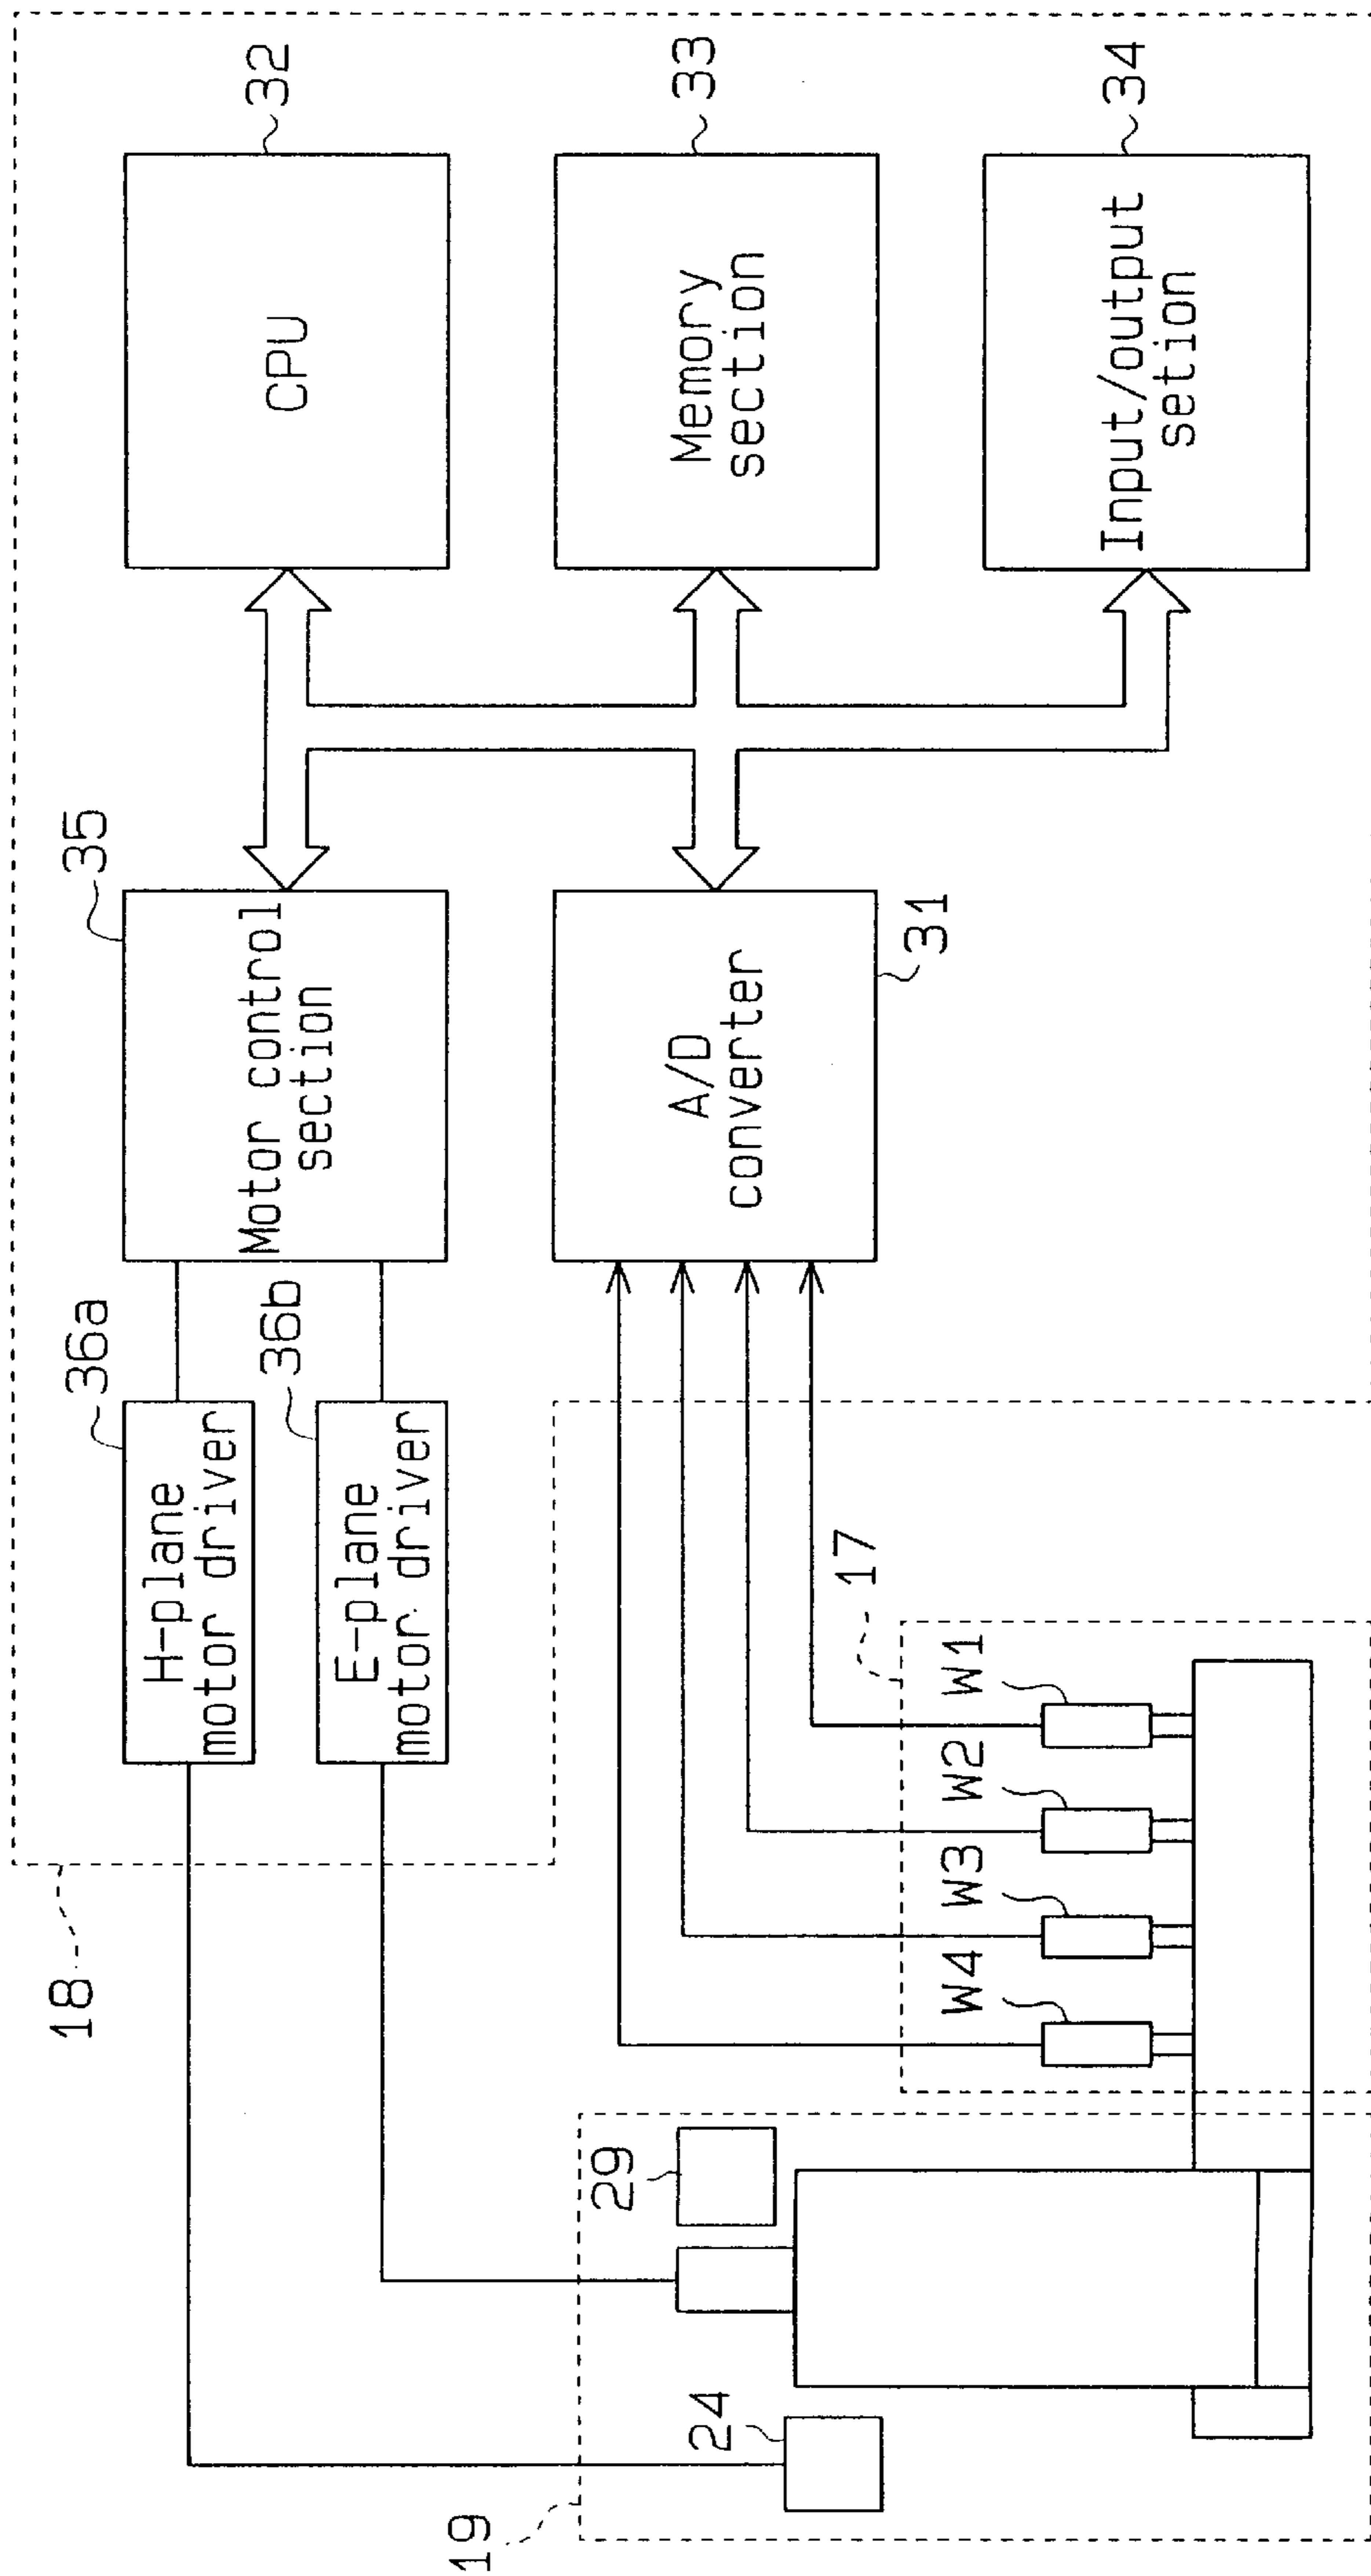 18
36a
H-plane
motor driver
36b
E-plane
motor driver
35
Motor control
section
32
CPU
33
Memory
section
31
A/D
converter
34
Input/output
setion
17
19
24
29
W4
W3
W2
W1